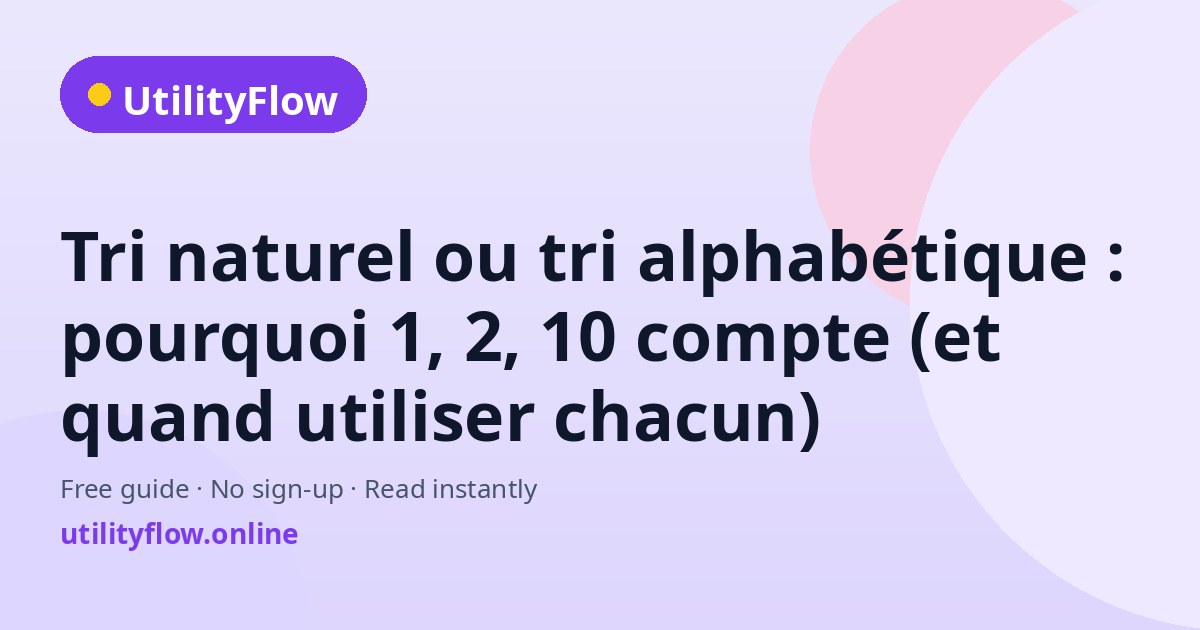 UtilityFlow
Tri naturel ou tri alphabétique :
pourquoi 1, 2, 10 compte (et
quand utiliser chacun)
Free guide · No sign-up · Read instantly
utilityflow.online